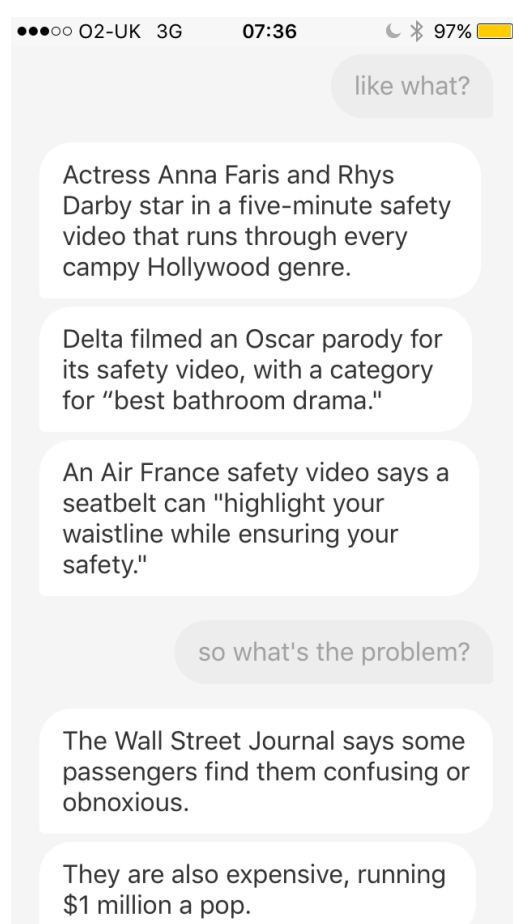 O2-UK 3G 07:36 97%
like what?
Actress Anna Faris and Rhys
Darby star in a five-minute safety
video that runs through every
campy Hollywood genre.
Delta filmed an Oscar parody for
its safety video, with a category
for “best bathroom drama."
An Air France safety video says a
seatbelt can "highlight your
waistline while ensuring your
safety."
so what's the problem?
The Wall Street Journal says some
passengers find them confusing or
obnoxious.
They are also expensive, running
$1 million a pop.